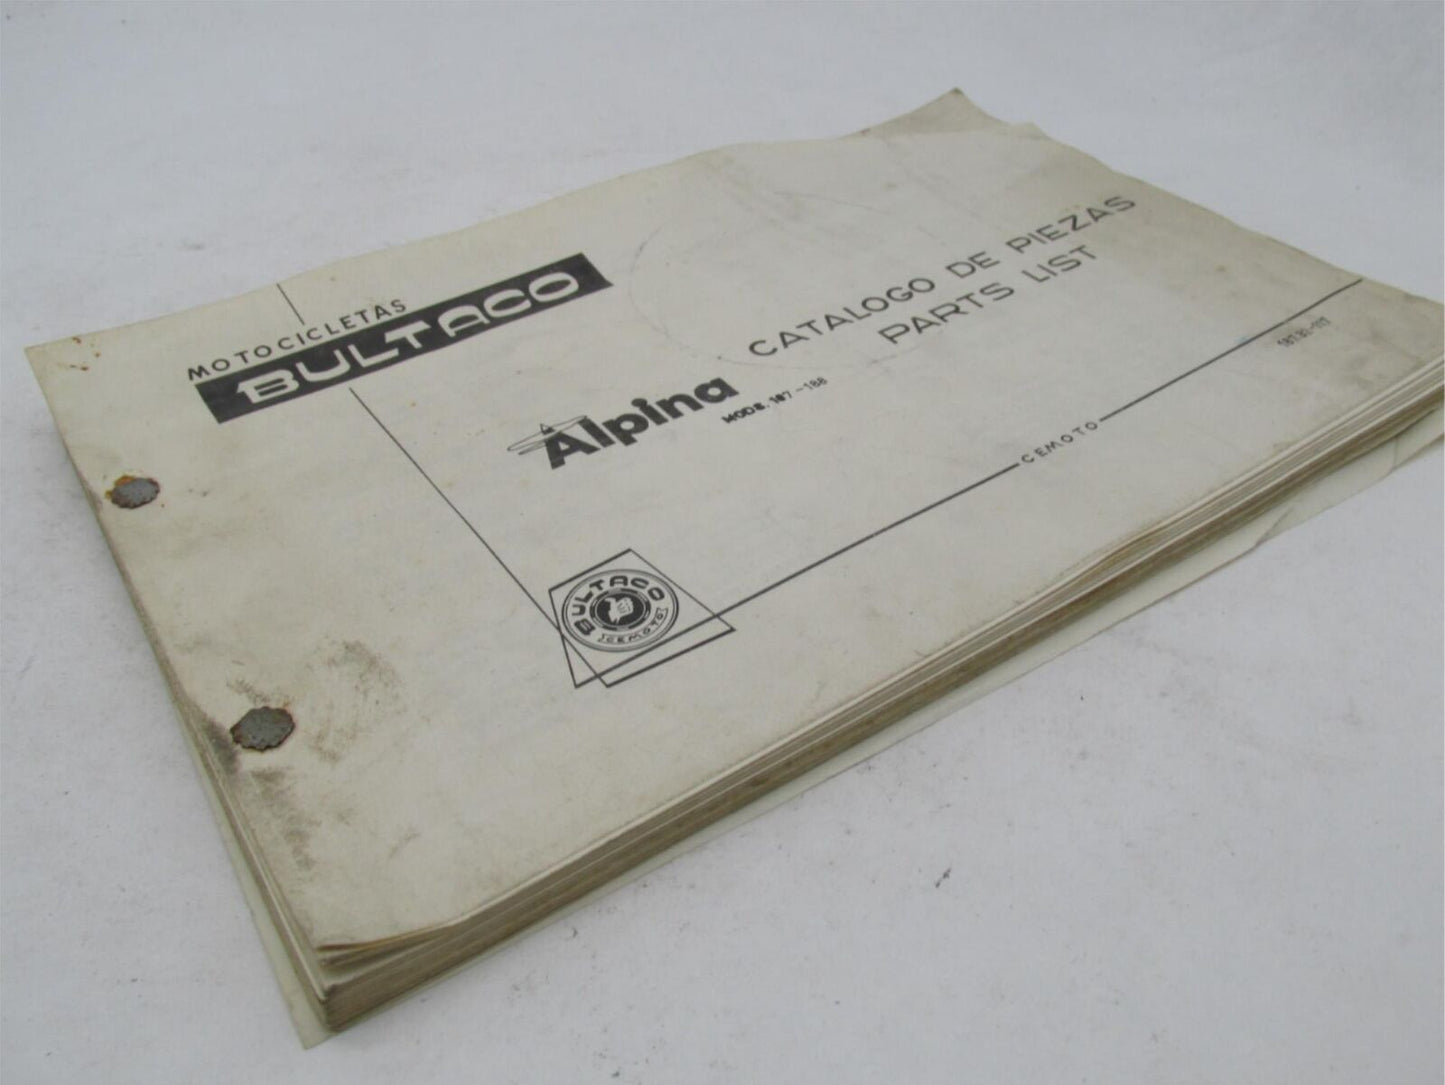 MOTOCICLETAS
BULTACO
Alpina
MODS. 187-188
CATALOGO DE PIEZAS
PARTS LIST
CEMOTO
BULTACO
CEMOTO